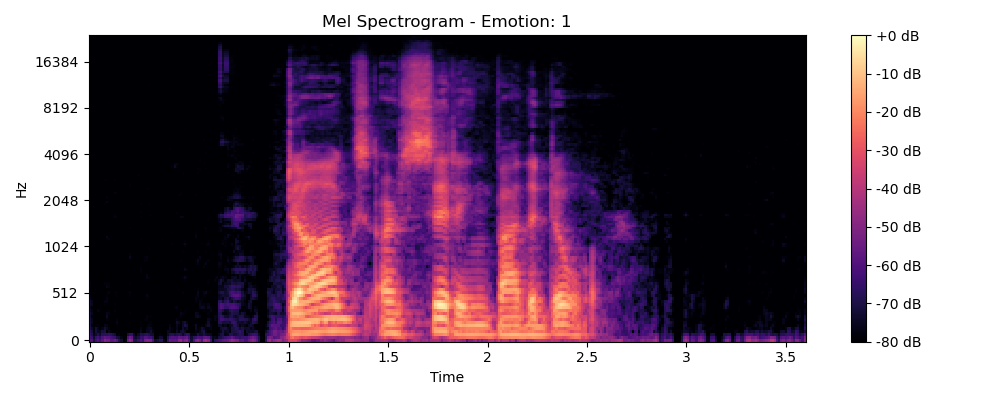 Mel Spectrogram - Emotion: 1
Hz
16384
8192
4096
2048
1024
512
0
0 0.5 1 1.5 2 2.5 3 3.5
Time
+0 dB
-10 dB
-20 dB
-30 dB
-40 dB
-50 dB
-60 dB
-70 dB
-80 dB